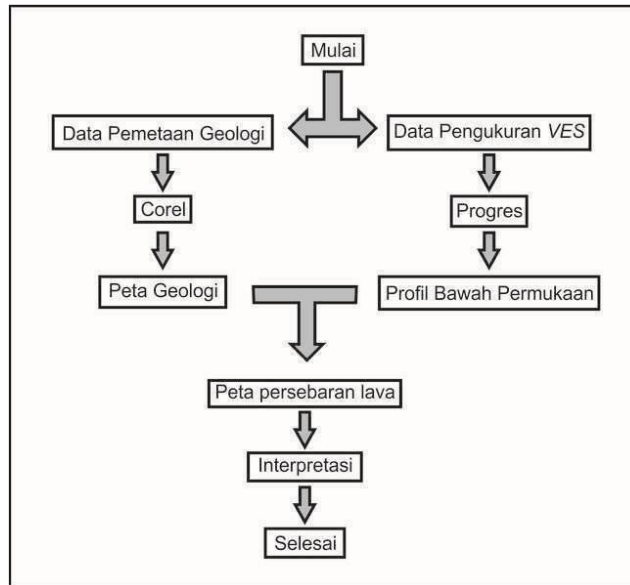 Mulai
Data Pemetaan Geologi
Data Pengukuran VES
Corel
Progres
Peta Geologi
Profil Bawah Permukaan
Peta persebaran lava
Interpretasi
Selesai